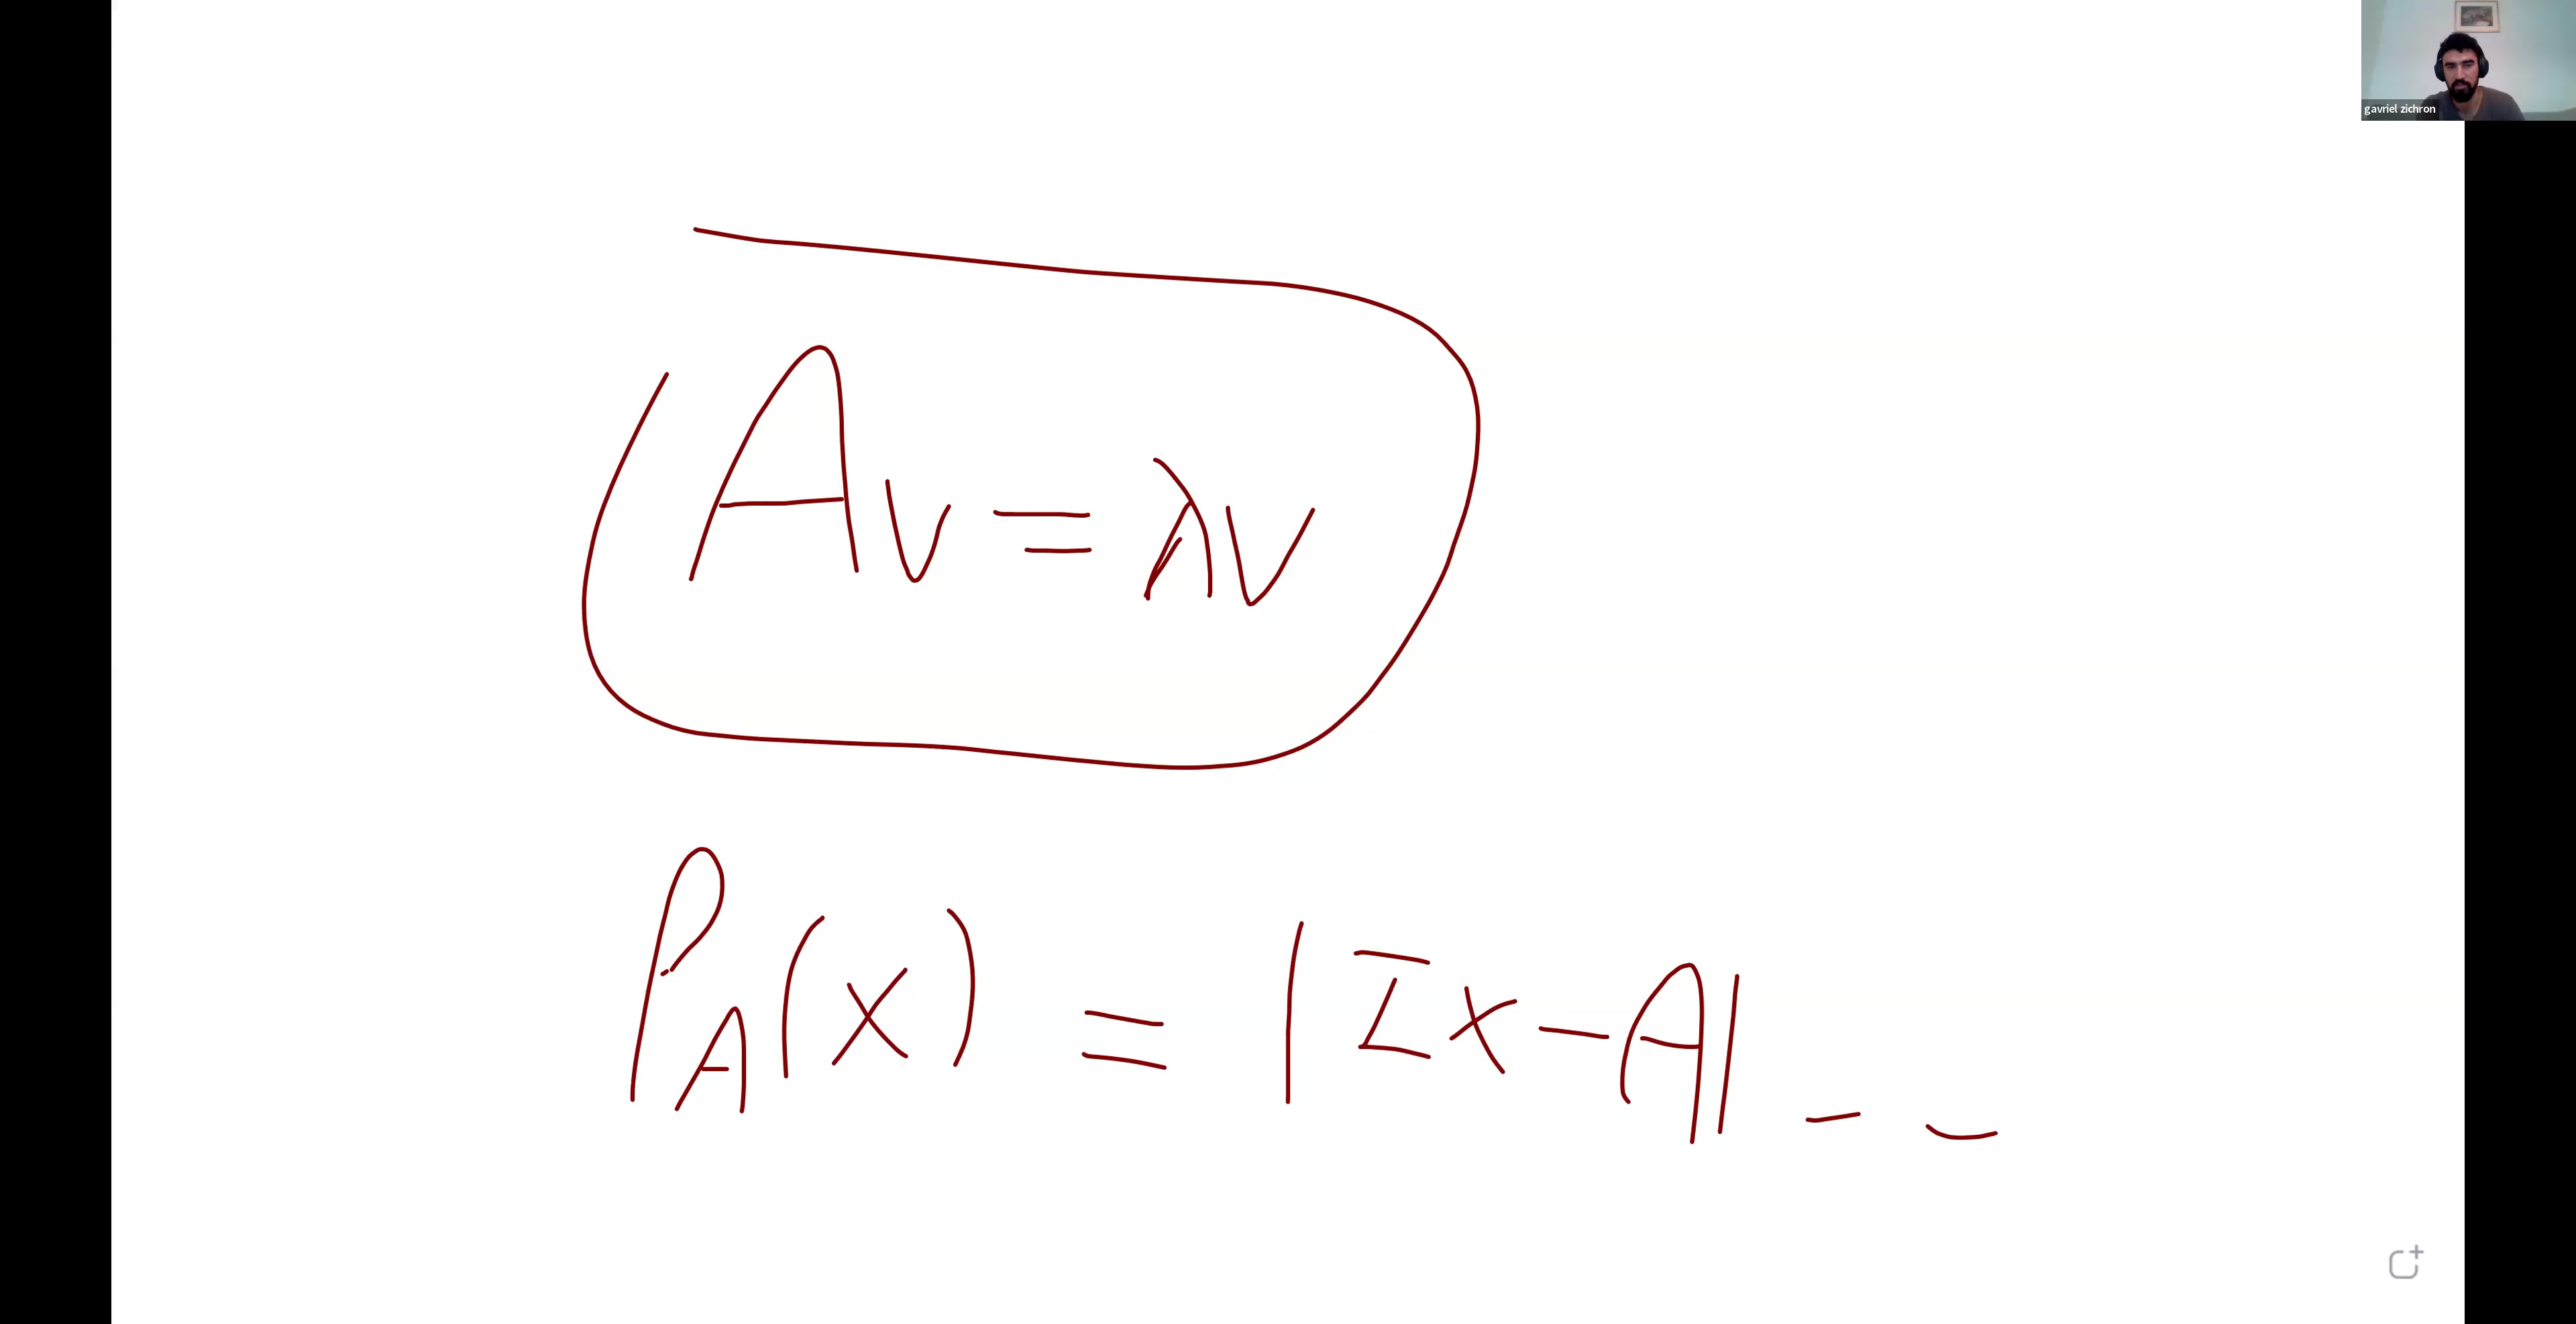 gavriel zichron
Av = λv
P_A(x) = |Ix - A| - -